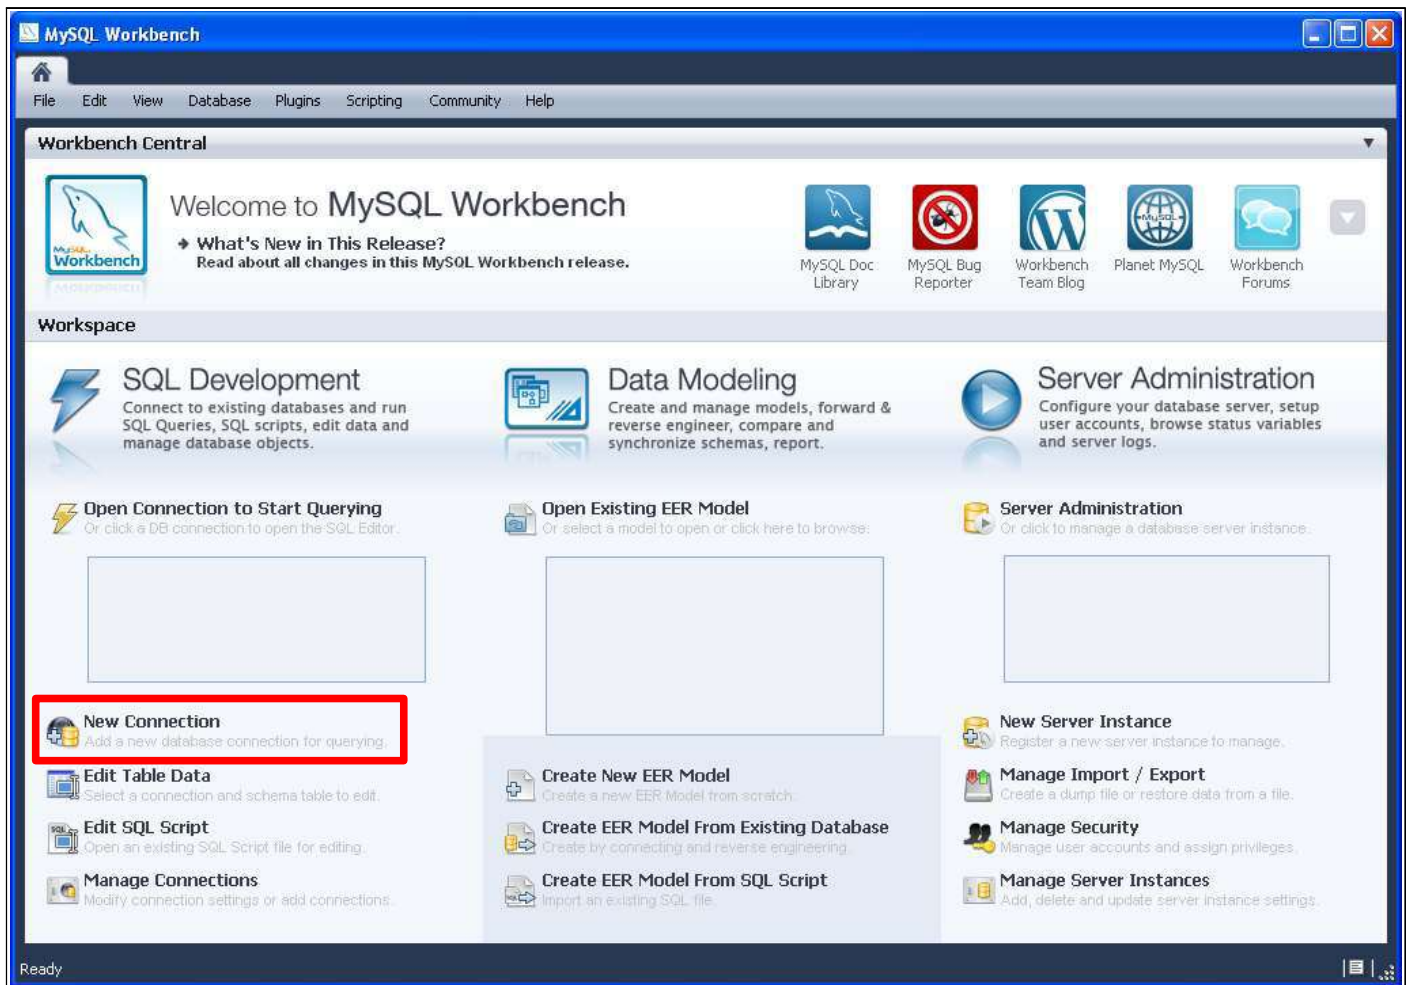 MySQL Workbench
File Edit View Database Plugins Scripting Community Help
Workbench Central
MySQL
Workbench
Welcome to MySQL Workbench
What's New in This Release?
Read about all changes in this MySQL Workbench release.
MySQL Doc
Library
MySQL Bug
Reporter
Workbench
Team Blog
MySQL
Planet MySQL
Workbench
Forums
Workspace
SQL Development
Connect to existing databases and run
SQL Queries, SQL scripts, edit data and
manage database objects.
Data Modeling
Create and manage models, forward &
reverse engineer, compare and
synchronize schemas, report.
Server Administration
Configure your database server, setup
user accounts, browse status variables
and server logs.
Open Connection to Start Querying
Or click a DB connection to open the SQL Editor.
Open Existing EER Model
Or select a model to open or click here to browse.
Server Administration
Or click to manage a database server instance.
New Connection
Add a new database connection for querying.
Edit Table Data
Select a connection and schema table to edit.
SQL
Edit SQL Script
Open an existing SQL Script file for editing.
Manage Connections
Modify connection settings or add connections.
Create New EER Model
Create a new EER Model from scratch.
Create EER Model From Existing Database
Create by connecting and reverse engineering.
Create EER Model From SQL Script
Import an existing SQL file.
New Server Instance
Register a new server instance to manage.
Manage Import / Export
Create a dump file or restore data from a file.
Manage Security
Manage user accounts and assign privileges.
Manage Server Instances
Add, delete and update server instance settings.
Ready